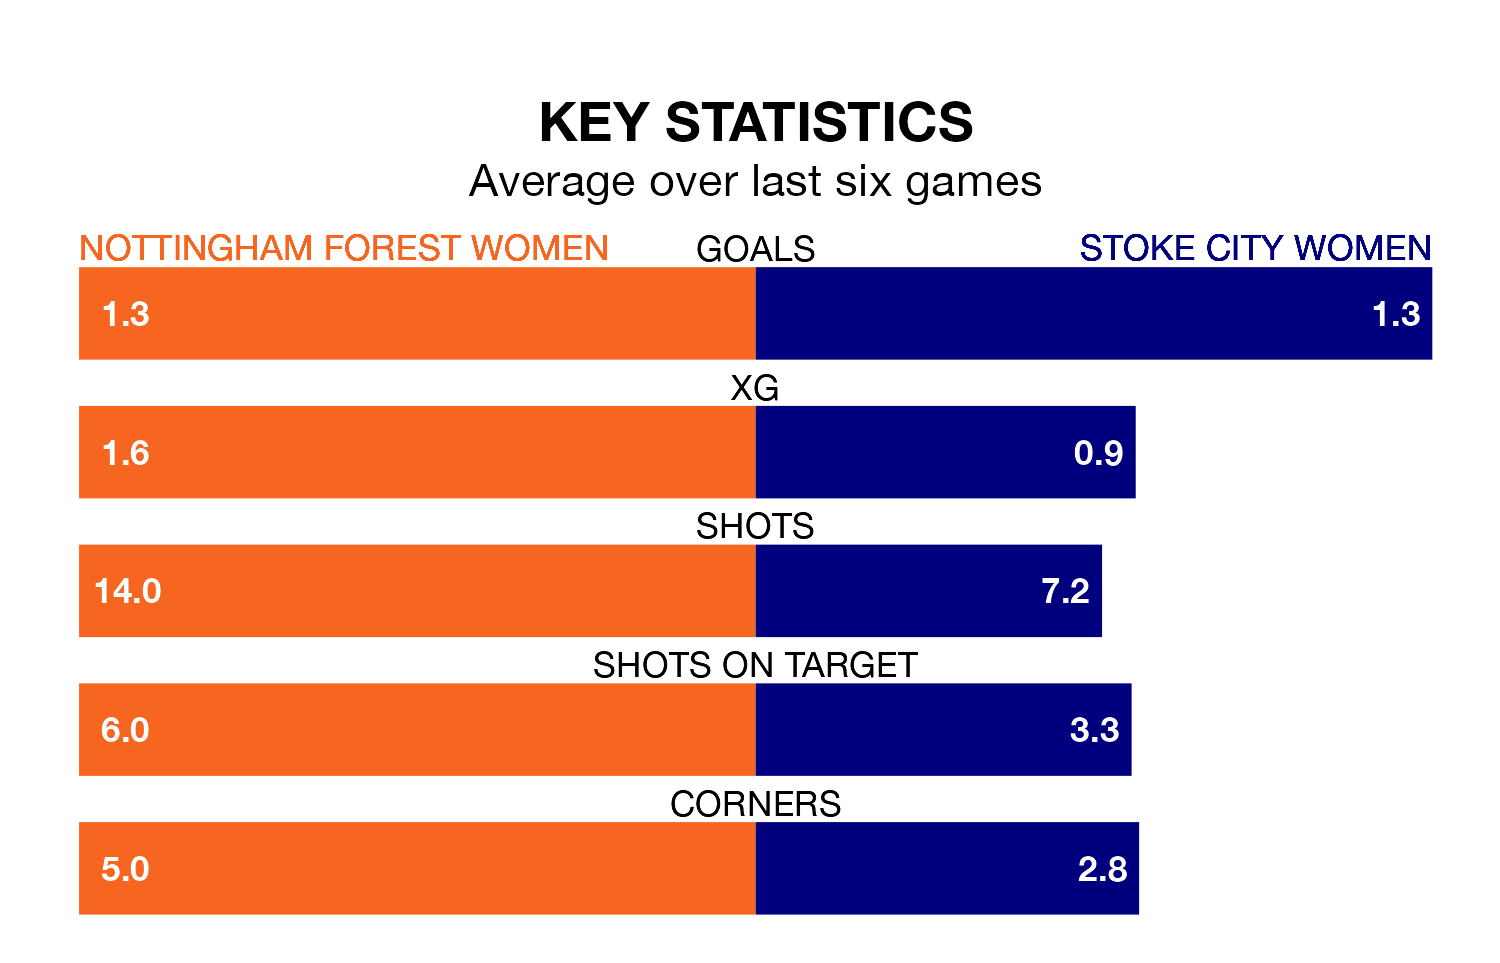 KEY STATISTICS
Average over last six games
NOTTINGHAM FOREST WOMEN GOALS STOKE CITY WOMEN
1.3 1.3
XG
1.6 0.9
SHOTS
14.0 7.2
SHOTS ON TARGET
6.0 3.3
CORNERS
5.0 2.8